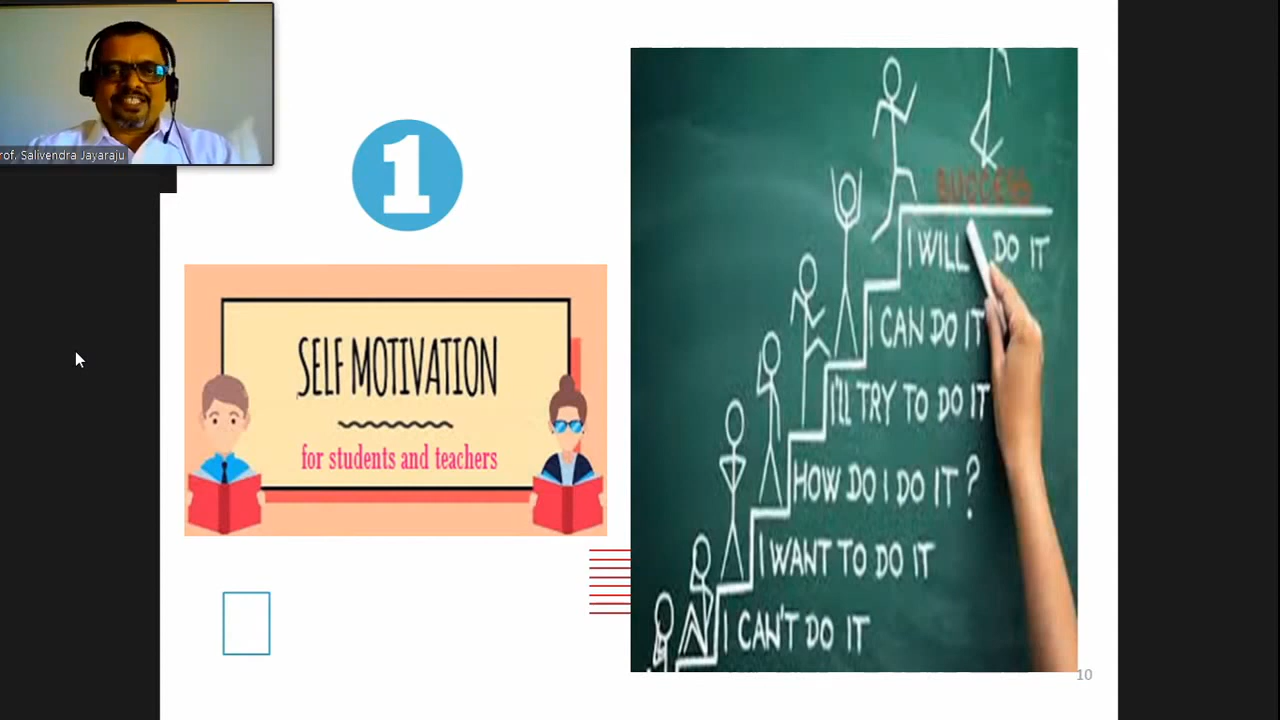 rof. Salivendra Jayaraju
1
SELF MOTIVATION
for students and teachers
SUCCESS
I WILL DO IT
I CAN DO IT
I'LL TRY TO DO IT
HOW DO I DO IT ?
I WANT TO DO IT
I CAN'T DO IT
10